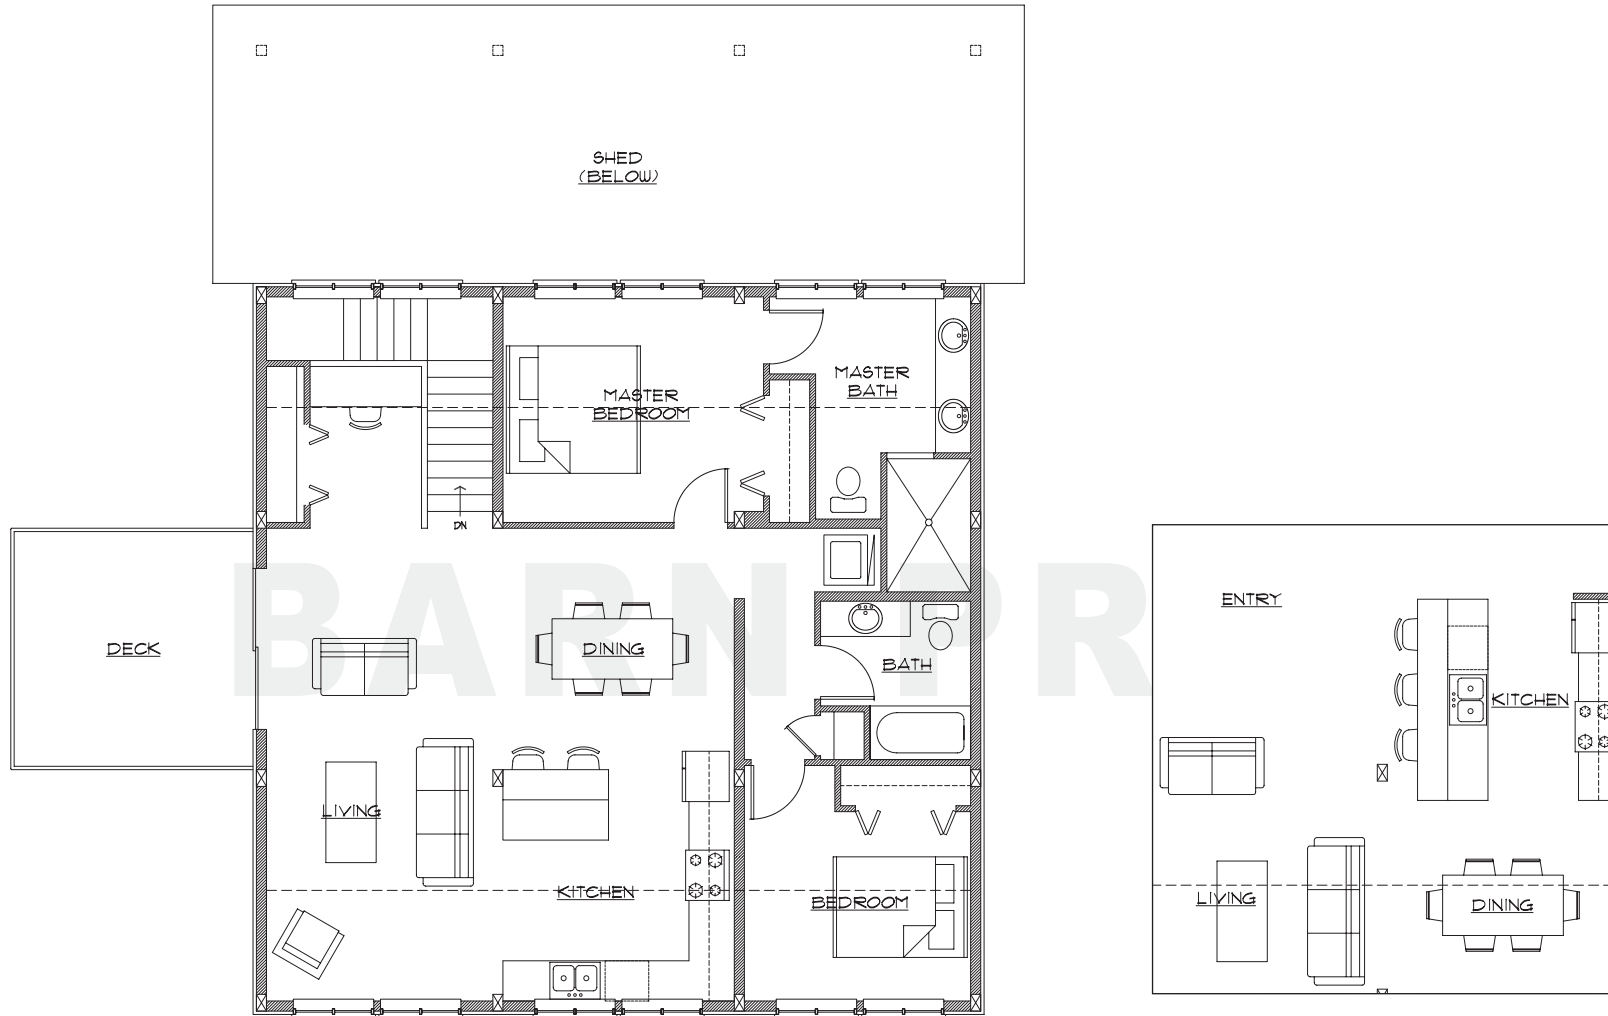 SHED
(BELOW)
MASTER
BATH
MASTER
BEDROOM
DN
BARN PR
ENTRY
DECK
DINING
BATH
KITCHEN
LIVING
KITCHEN
BEDROOM
LIVING
DINING